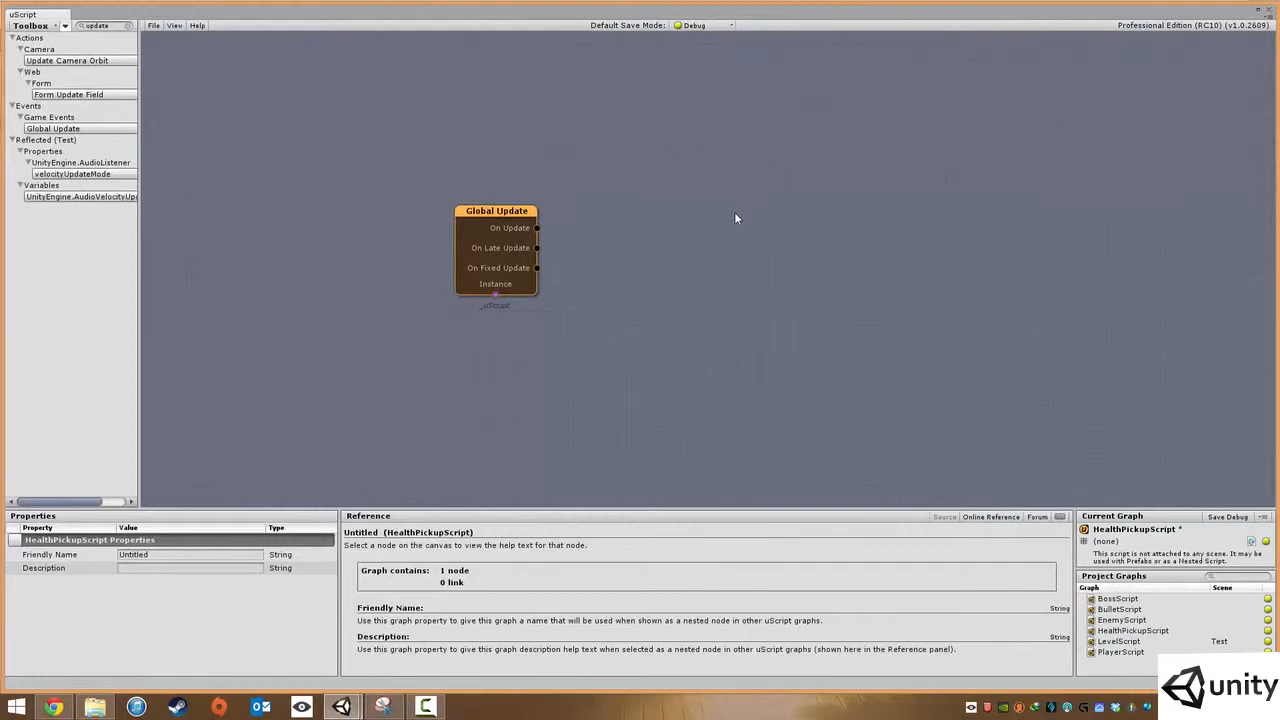 uScript
Toolbox
update
File
View
Help
Default Save Mode:
Debug
Professional Edition (RC10) (v1.0.2609)
Actions
Camera
Update Camera Orbit
Web
Form
Form Update Field
Events
Game Events
Global Update
Reflected (Test)
Properties
UnityEngine.AudioListener
velocityUpdateMode
Variables
UnityEngine.AudioVelocityUpd
Global Update
On Update
On Late Update
On Fixed Update
Instance
_uScript
Properties
Property Value Type
HealthPickupScript Properties
Friendly Name Untitled String
Description String
Reference
Source
Online Reference
Forum
Untitled (HealthPickupScript)
Select a node on the canvas to view the help text for that node.
Graph contains: 1 node
0 link
Friendly Name: String
Use this graph property to give this graph a name that will be used when shown as a nested node in other uScript graphs.
Description: String
Use this graph property to give this graph description help text when selected as a nested node in other uScript graphs (shown here in the Reference panel).
Current Graph
Save Debug
HealthPickupScript *
(none)
This script is not attached to any scene. It may be
used with Prefabs or as a Nested Script.
Project Graphs
Graph Scene
BossScript
BulletScript
EnemyScript
HealthPickupScript
LevelScript Test
PlayerScript
unity